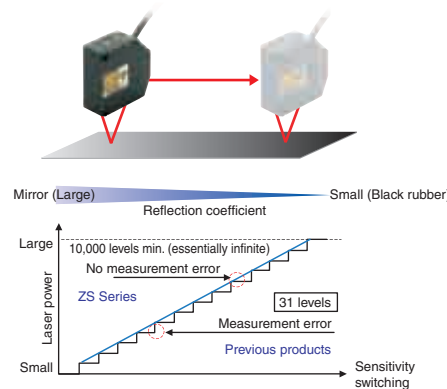 Mirror (Large)
Small (Black rubber)
Reflection coefficient
Large
10,000 levels min. (essentially infinite)
No measurement error
ZS Series
31 levels
Laser power
Measurement error
Previous products
Small
Sensitivity
switching